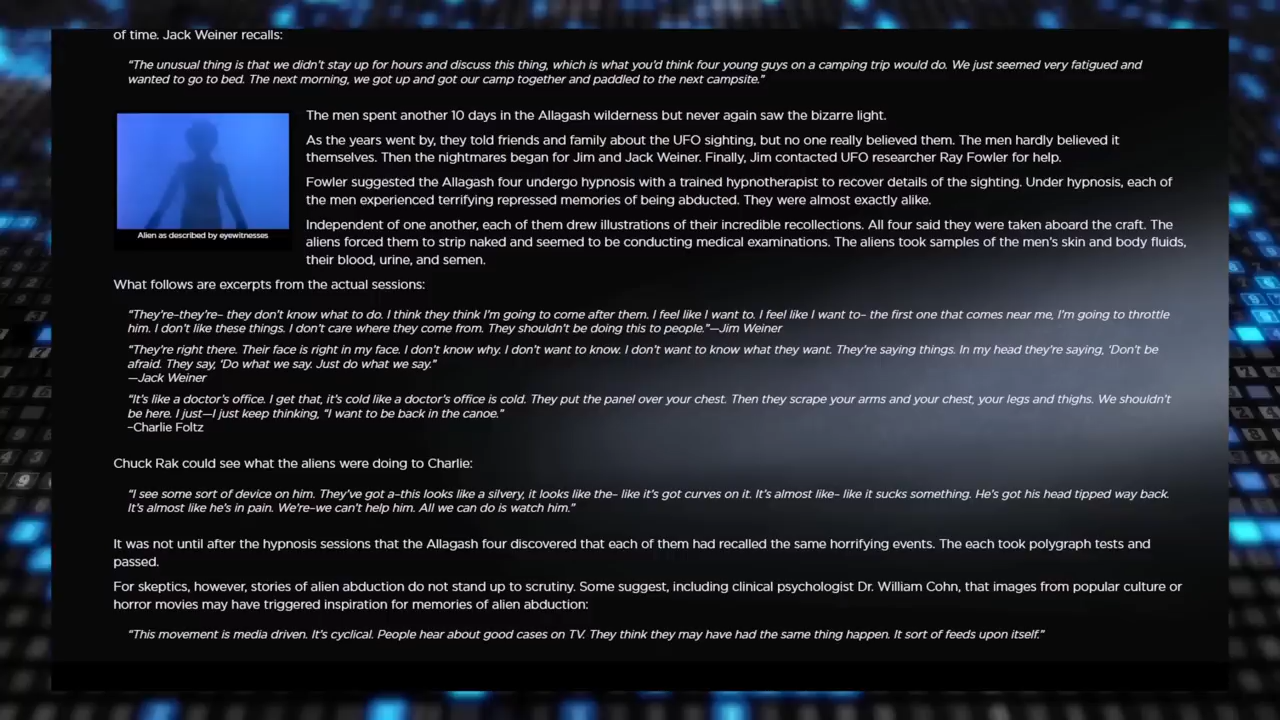 of time. Jack Weiner recalls:
“The unusual thing is that we didn’t stay up for hours and discuss this thing, which is what you’d think four young guys on a camping trip would do. We just seemed very fatigued and
wanted to go to bed. The next morning, we got up and got our camp together and paddled to the next campsite.”
The men spent another 10 days in the Allagash wilderness but never again saw the bizarre light.
As the years went by, they told friends and family about the UFO sighting, but no one really believed them. The men hardly believed it
themselves. Then the nightmares began for Jim and Jack Weiner. Finally, Jim contacted UFO researcher Ray Fowler for help.
Fowler suggested the Allagash four undergo hypnosis with a trained hypnotherapist to recover details of the sighting. Under hypnosis, each of
the men experienced terrifying repressed memories of being abducted. They were almost exactly alike.
Alien as described by eyewitnesses
Independent of one another, each of them drew illustrations of their incredible recollections. All four said they were taken aboard the craft. The
aliens forced them to strip naked and seemed to be conducting medical examinations. The aliens took samples of the men’s skin and body fluids,
their blood, urine, and semen.
What follows are excerpts from the actual sessions:
“They’re–they’re– they don’t know what to do. I think they think I’m going to come after them. I feel like I want to. I feel like I want to– the first one that comes near me, I’m going to throttle
him. I don’t like these things. I don’t care where they come from. They shouldn’t be doing this to people.”—Jim Weiner
“They’re right there. Their face is right in my face. I don’t know why. I don’t want to know. I don’t want to know what they want. They’re saying things. In my head they’re saying, ‘Don’t be
afraid. They say, ‘Do what we say. Just do what we say.”
—Jack Weiner
“It’s like a doctor’s office. I get that, it’s cold like a doctor’s office is cold. They put the panel over your chest. Then they scrape your arms and your chest, your legs and thighs. We shouldn’t
be here. I just—I just keep thinking, “I want to be back in the canoe.”
–Charlie Foltz
Chuck Rak could see what the aliens were doing to Charlie:
“I see some sort of device on him. They’ve got a–this looks like a silvery, it looks like the– like it’s got curves on it. It’s almost like– like it sucks something. He’s got his head tipped way back.
It’s almost like he’s in pain. We’re–we can’t help him. All we can do is watch him.”
It was not until after the hypnosis sessions that the Allagash four discovered that each of them had recalled the same horrifying events. The each took polygraph tests and
passed.
For skeptics, however, stories of alien abduction do not stand up to scrutiny. Some suggest, including clinical psychologist Dr. William Cohn, that images from popular culture or
horror movies may have triggered inspiration for memories of alien abduction:
“This movement is media driven. It’s cyclical. People hear about good cases on TV. They think they may have had the same thing happen. It sort of feeds upon itself.”